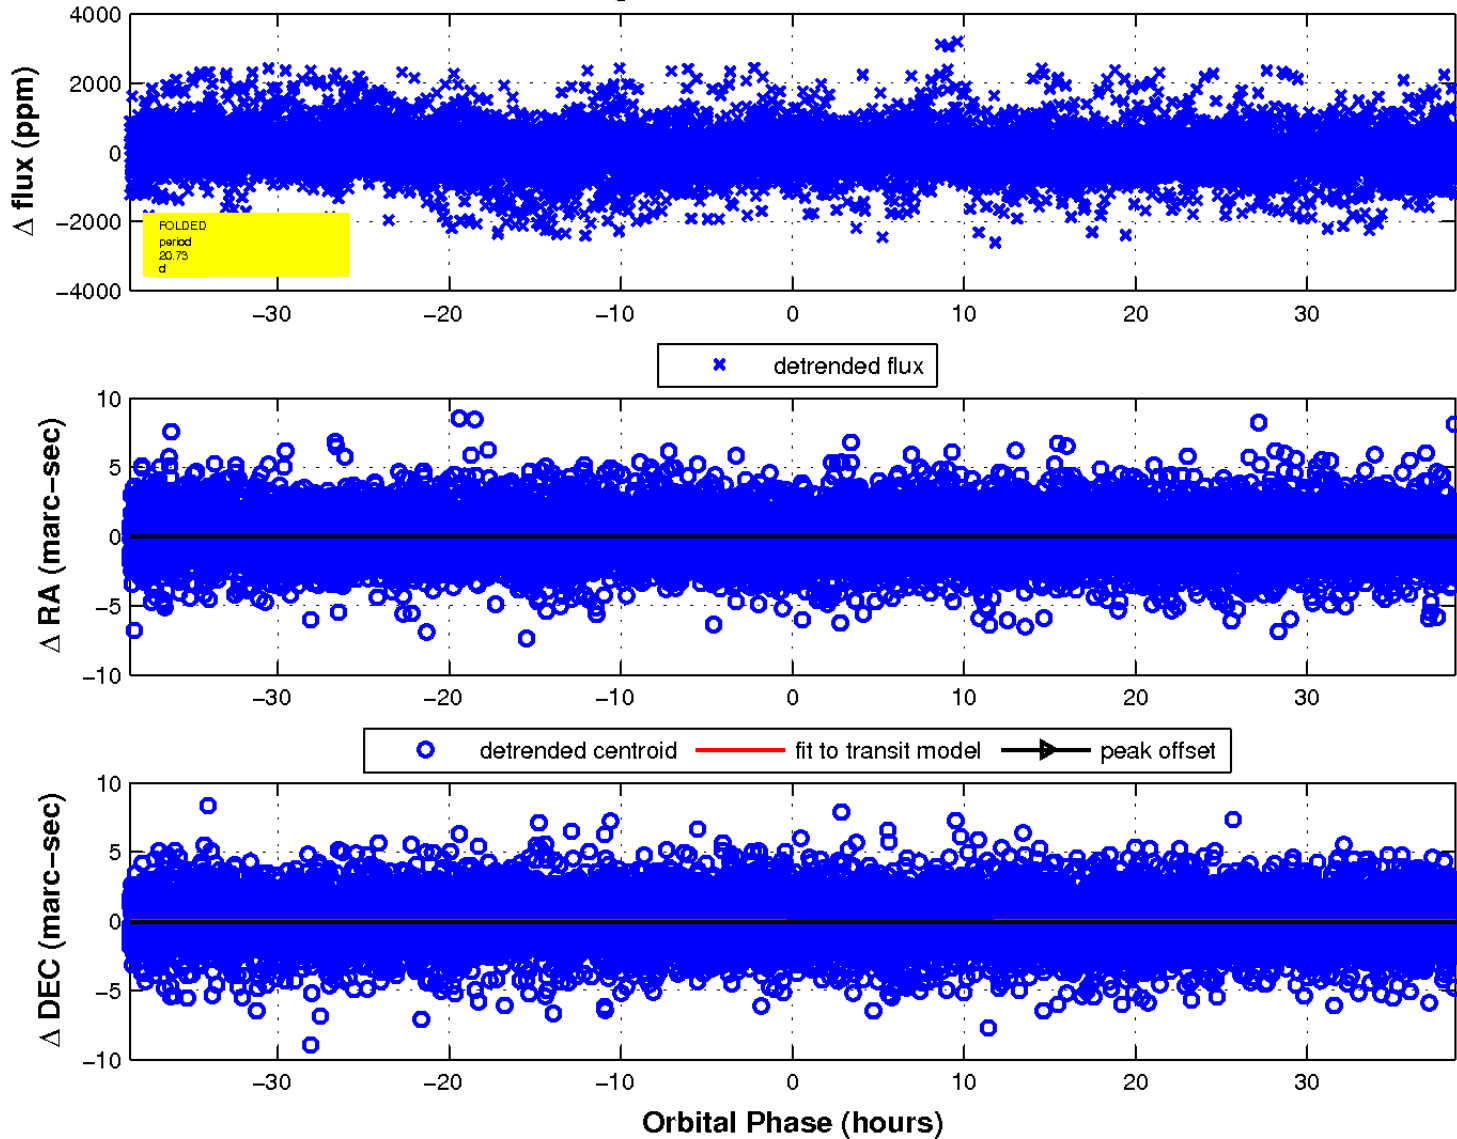 4000
2000
0
−2000
−4000
Δ flux (ppm)
FOLDED
period
20.73
d
−30 −20 −10 0 10 20 30
detrended flux
10
5
0
−5
−10
Δ RA (marc−sec)
−30 −20 −10 0 10 20 30
detrended centroid fit to transit model peak offset
10
5
0
−5
−10
Δ DEC (marc−sec)
−30 −20 −10 0 10 20 30
Orbital Phase (hours)